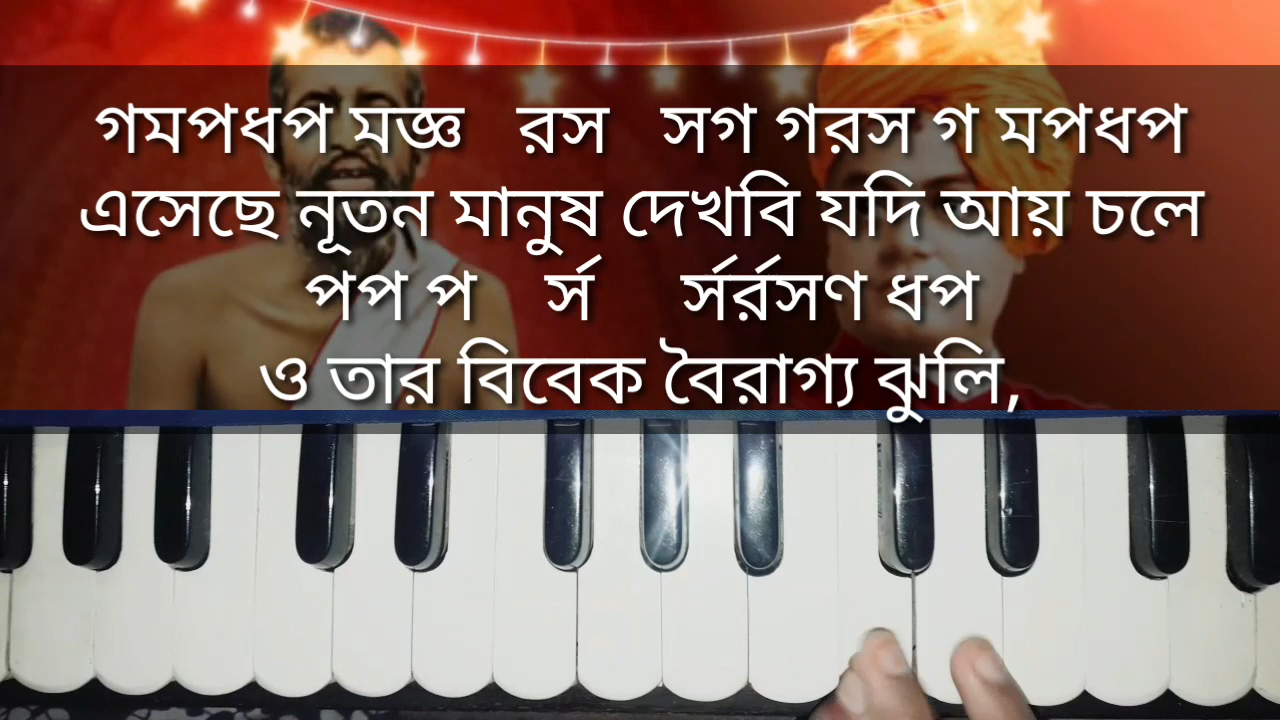 গমপধপ মজ্ঞ রস সগ গরস গ মপধপ
এসেছে নূতন মানুষ দেখবি যদি আয় চলে
পপ প র্স র্সর্রসণ ধপ
ও তার বিবেক বৈরাগ্য ঝুলি,